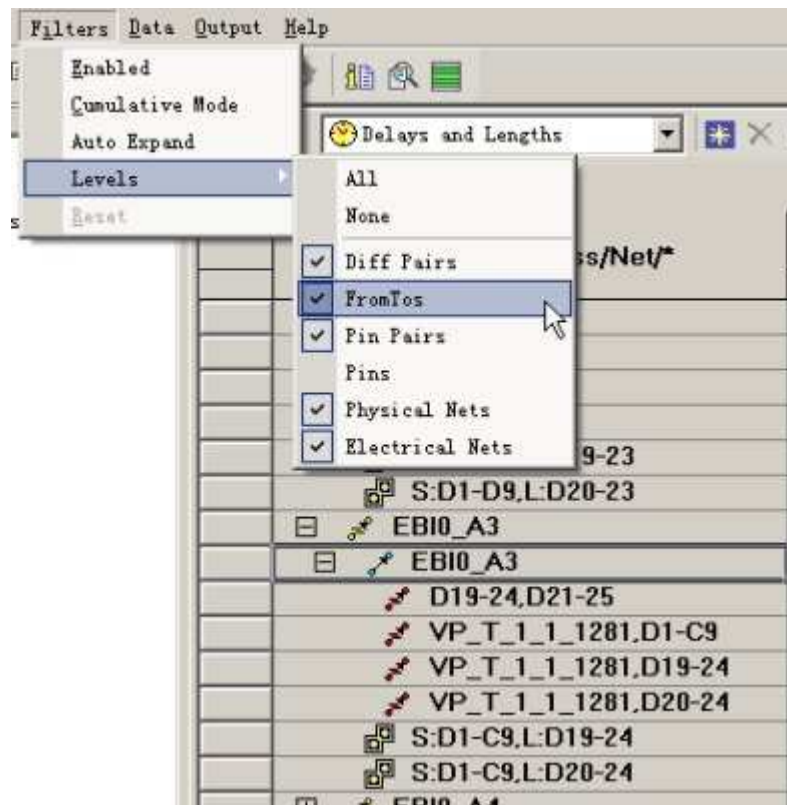 Filters Data Output Help
Enabled
Cumulative Mode
Auto Expand
Delays and Lengths
Levels
All
Reset
None
Diff Pairs
ss/Net/*
FromTos
Pin Pairs
Pins
Physical Nets
Electrical Nets
9-23
S:D1-D9,L:D20-23
EBI0_A3
EBI0_A3
D19-24,D21-25
VP_T_1_1_1281,D1-C9
VP_T_1_1_1281,D19-24
VP_T_1_1_1281,D20-24
S:D1-C9,L:D19-24
S:D1-C9,L:D20-24
EBI0_A4